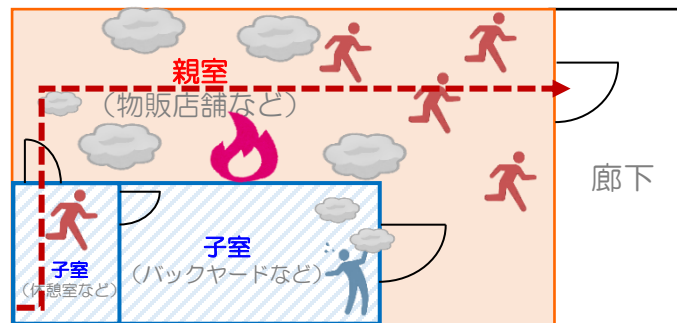 親室
（物販店舗など）
廊下
子室
（バックヤードなど）
子室
（休憩室など）